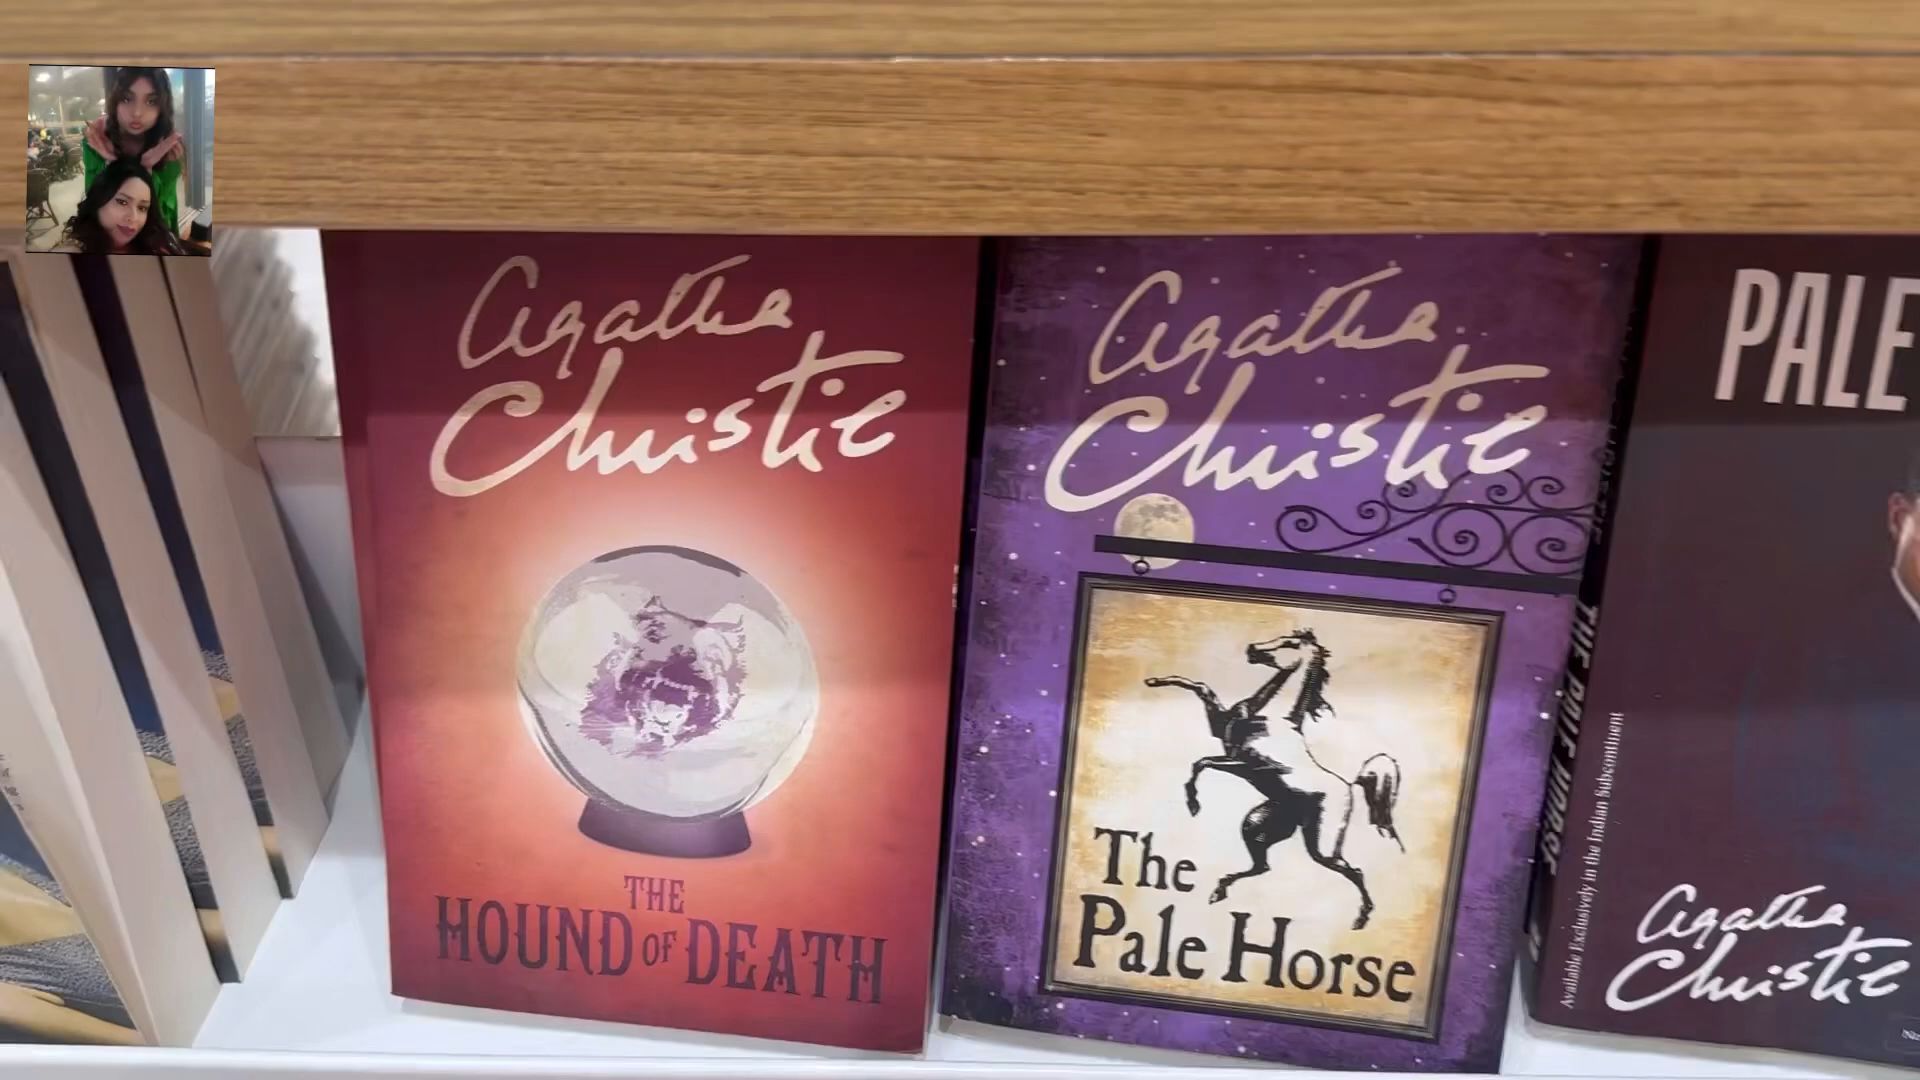 Agatha
Christie
THE
HOUND OF DEATH
Agatha
Christie
The
Pale Horse
THE PALE HORSE
PALE
Available Exclusively in the Indian Subcontinent
Agatha
Christie